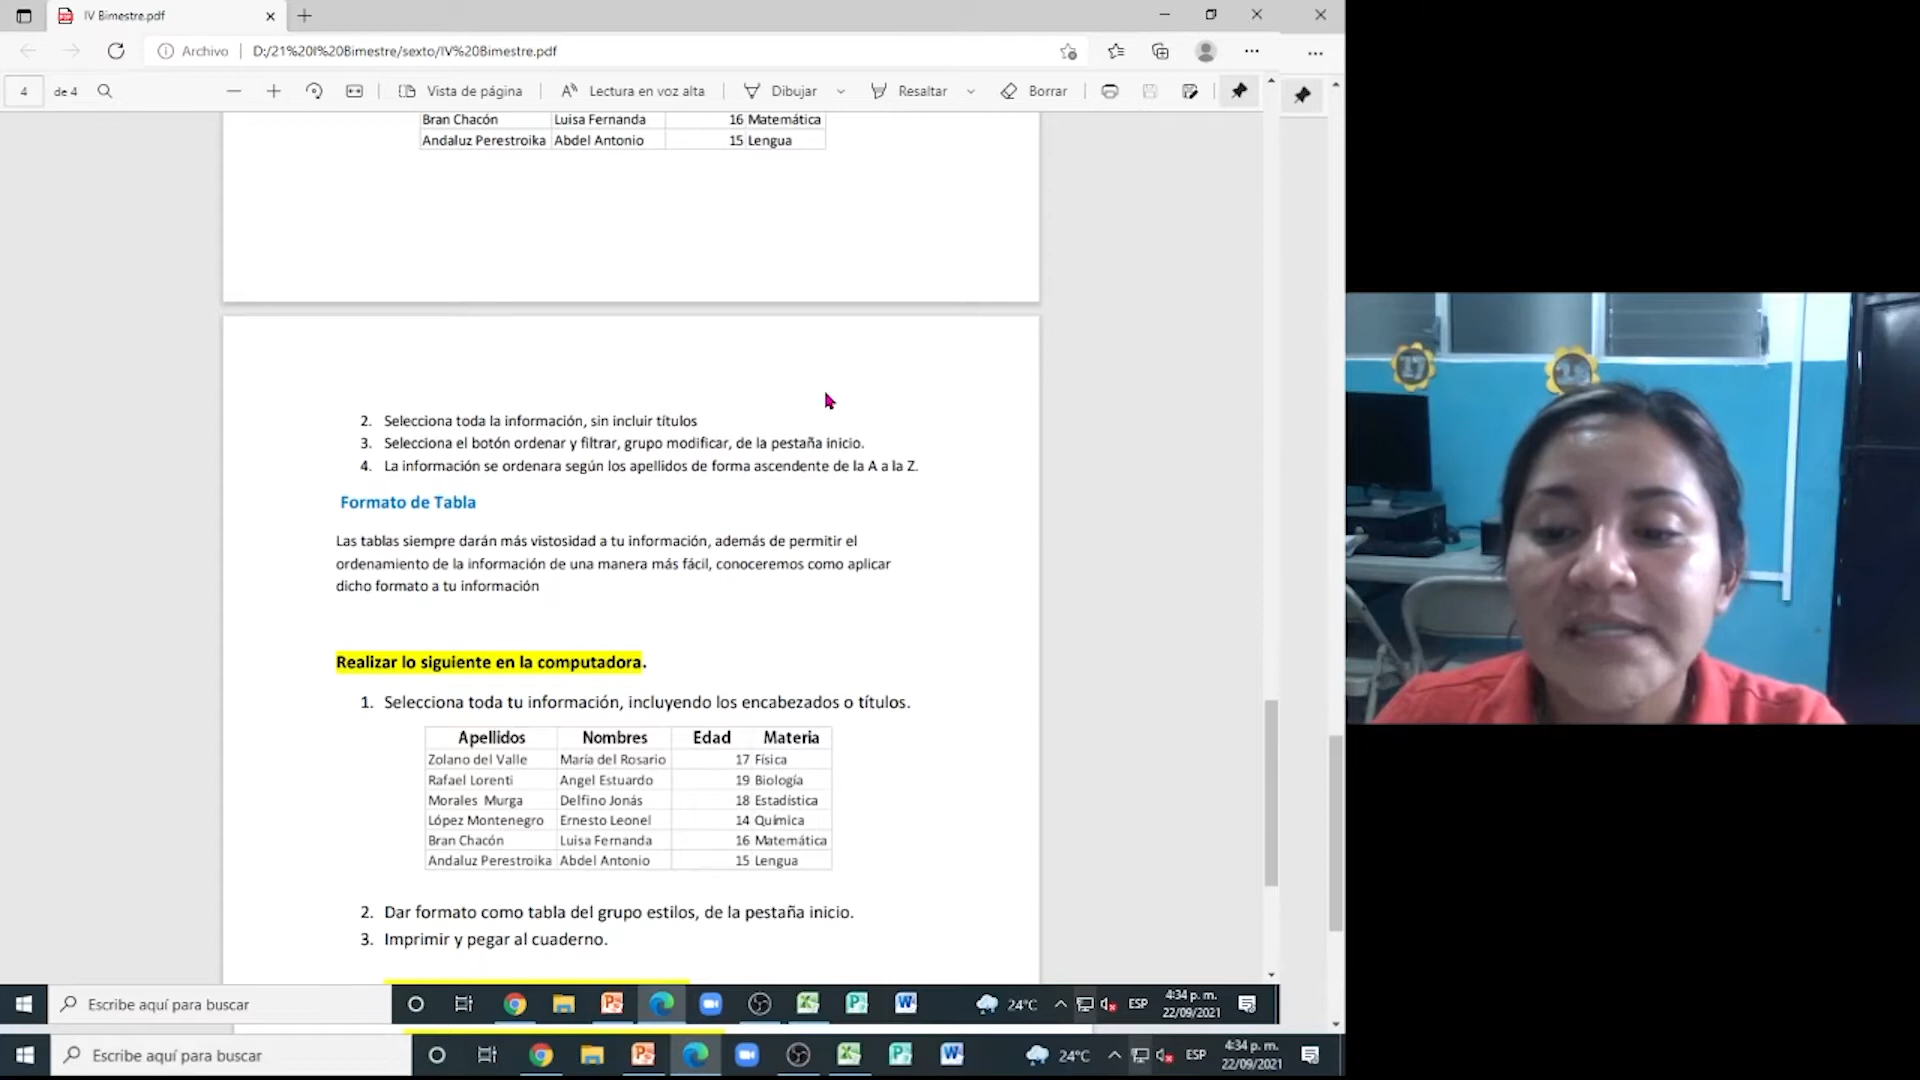 IV Bimestre.pdf
Archivo D:/21%20I%20Bimestre/sexto/IV%20Bimestre.pdf
4 de 4 Vista de página Lectura en voz alta Dibujar Resaltar Borrar
Bran Chacón Luisa Fernanda 16 Matemática
Andaluz Perestroika Abdel Antonio 15 Lengua
2. Selecciona toda la información, sin incluir títulos
3. Selecciona el botón ordenar y filtrar, grupo modificar, de la pestaña inicio.
4. La información se ordenara según los apellidos de forma ascendente de la A a la Z.
Formato de Tabla
Las tablas siempre darán más vistosidad a tu información, además de permitir el
ordenamiento de la información de una manera más fácil, conoceremos como aplicar
dicho formato a tu información
Realizar lo siguiente en la computadora.
1. Selecciona toda tu información, incluyendo los encabezados o títulos.
Apellidos Nombres Edad Materia
Zolano del Valle María del Rosario 17 Física
Rafael Lorenti Angel Estuardo 19 Biología
Morales Murga Delfino Jonás 18 Estadística
López Montenegro Ernesto Leonel 14 Química
Bran Chacón Luisa Fernanda 16 Matemática
Andaluz Perestroika Abdel Antonio 15 Lengua
2. Dar formato como tabla del grupo estilos, de la pestaña inicio.
3. Imprimir y pegar al cuaderno.
Escribe aquí para buscar 24°C ESP 4:34 p. m.
22/09/2021
Escribe aquí para buscar 24°C ESP 4:34 p. m.
22/09/2021
17